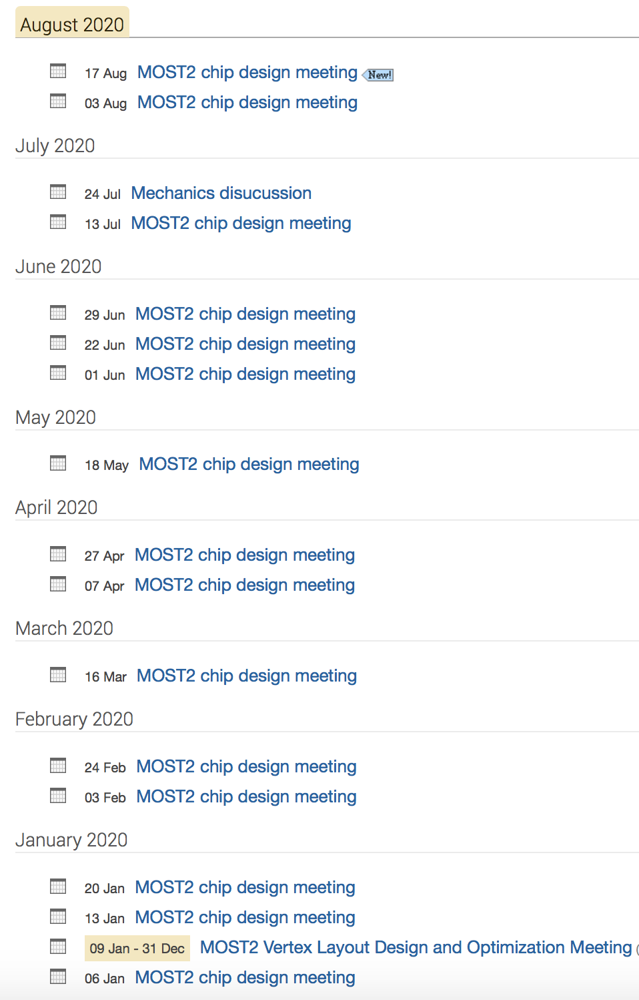 August 2020
17 Aug MOST2 chip design meeting New!
03 Aug MOST2 chip design meeting
July 2020
24 Jul Mechanics disucussion
13 Jul MOST2 chip design meeting
June 2020
29 Jun MOST2 chip design meeting
22 Jun MOST2 chip design meeting
01 Jun MOST2 chip design meeting
May 2020
18 May MOST2 chip design meeting
April 2020
27 Apr MOST2 chip design meeting
07 Apr MOST2 chip design meeting
March 2020
16 Mar MOST2 chip design meeting
February 2020
24 Feb MOST2 chip design meeting
03 Feb MOST2 chip design meeting
January 2020
20 Jan MOST2 chip design meeting
13 Jan MOST2 chip design meeting
09 Jan - 31 Dec MOST2 Vertex Layout Design and Optimization Meeting (
06 Jan MOST2 chip design meeting